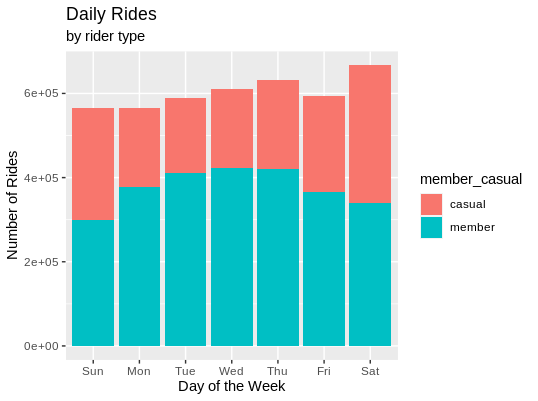 Daily Rides
by rider type
Number of Rides
6e+05
4e+05
2e+05
0e+00
Sun Mon Tue Wed Thu Fri Sat
Day of the Week
member_casual
casual
member